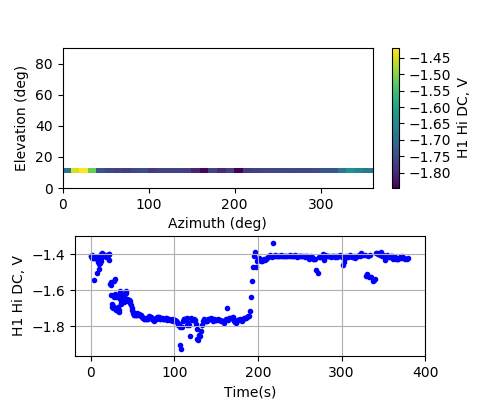 80
60
40
20
0
Elevation (deg)
0 100 200 300
Azimuth (deg)
−1.45
−1.50
−1.55
−1.60
−1.65
−1.70
−1.75
−1.80
H1 Hi DC, V
−1.4
−1.6
−1.8
H1 Hi DC, V
0 100 200 300 400
Time(s)